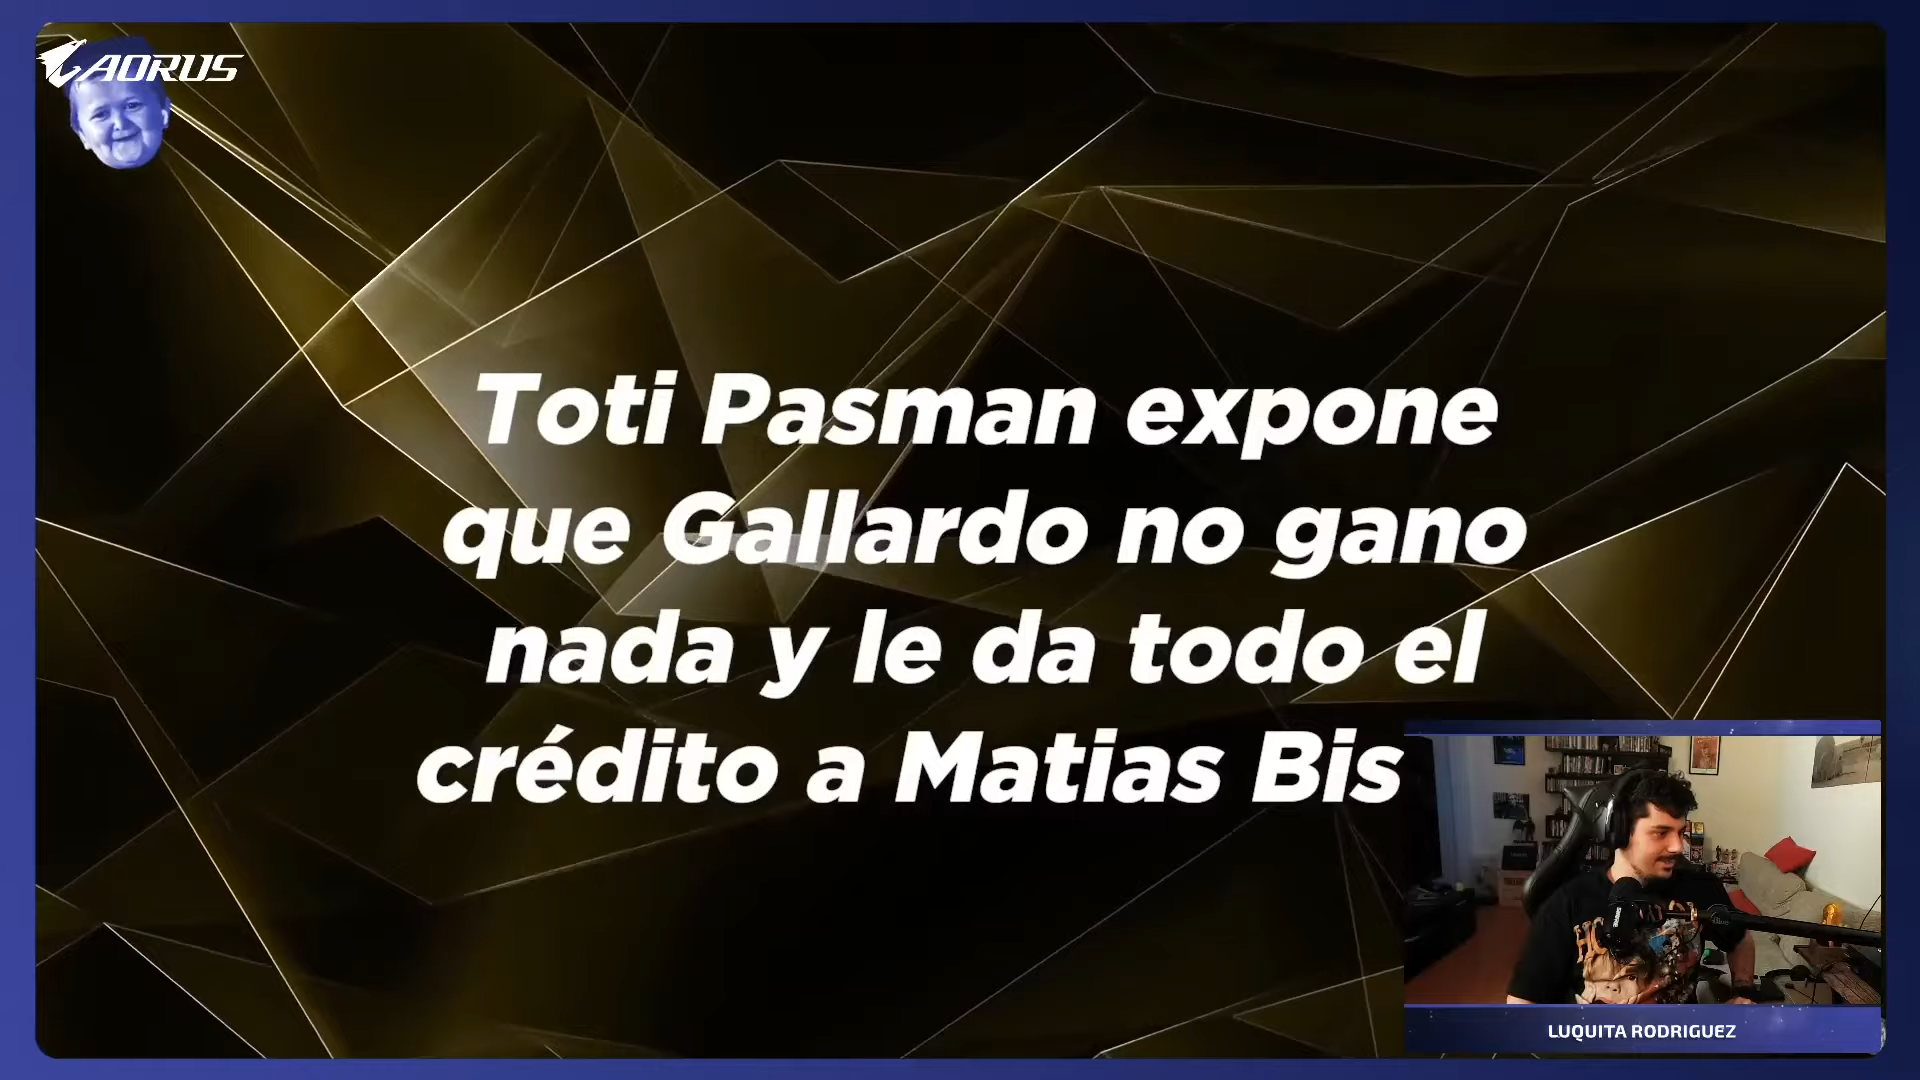 AORUS
Toti Pasman expone
que Gallardo no gano
nada y le da todo el
crédito a Matias Bis
LUQUITA RODRIGUEZ